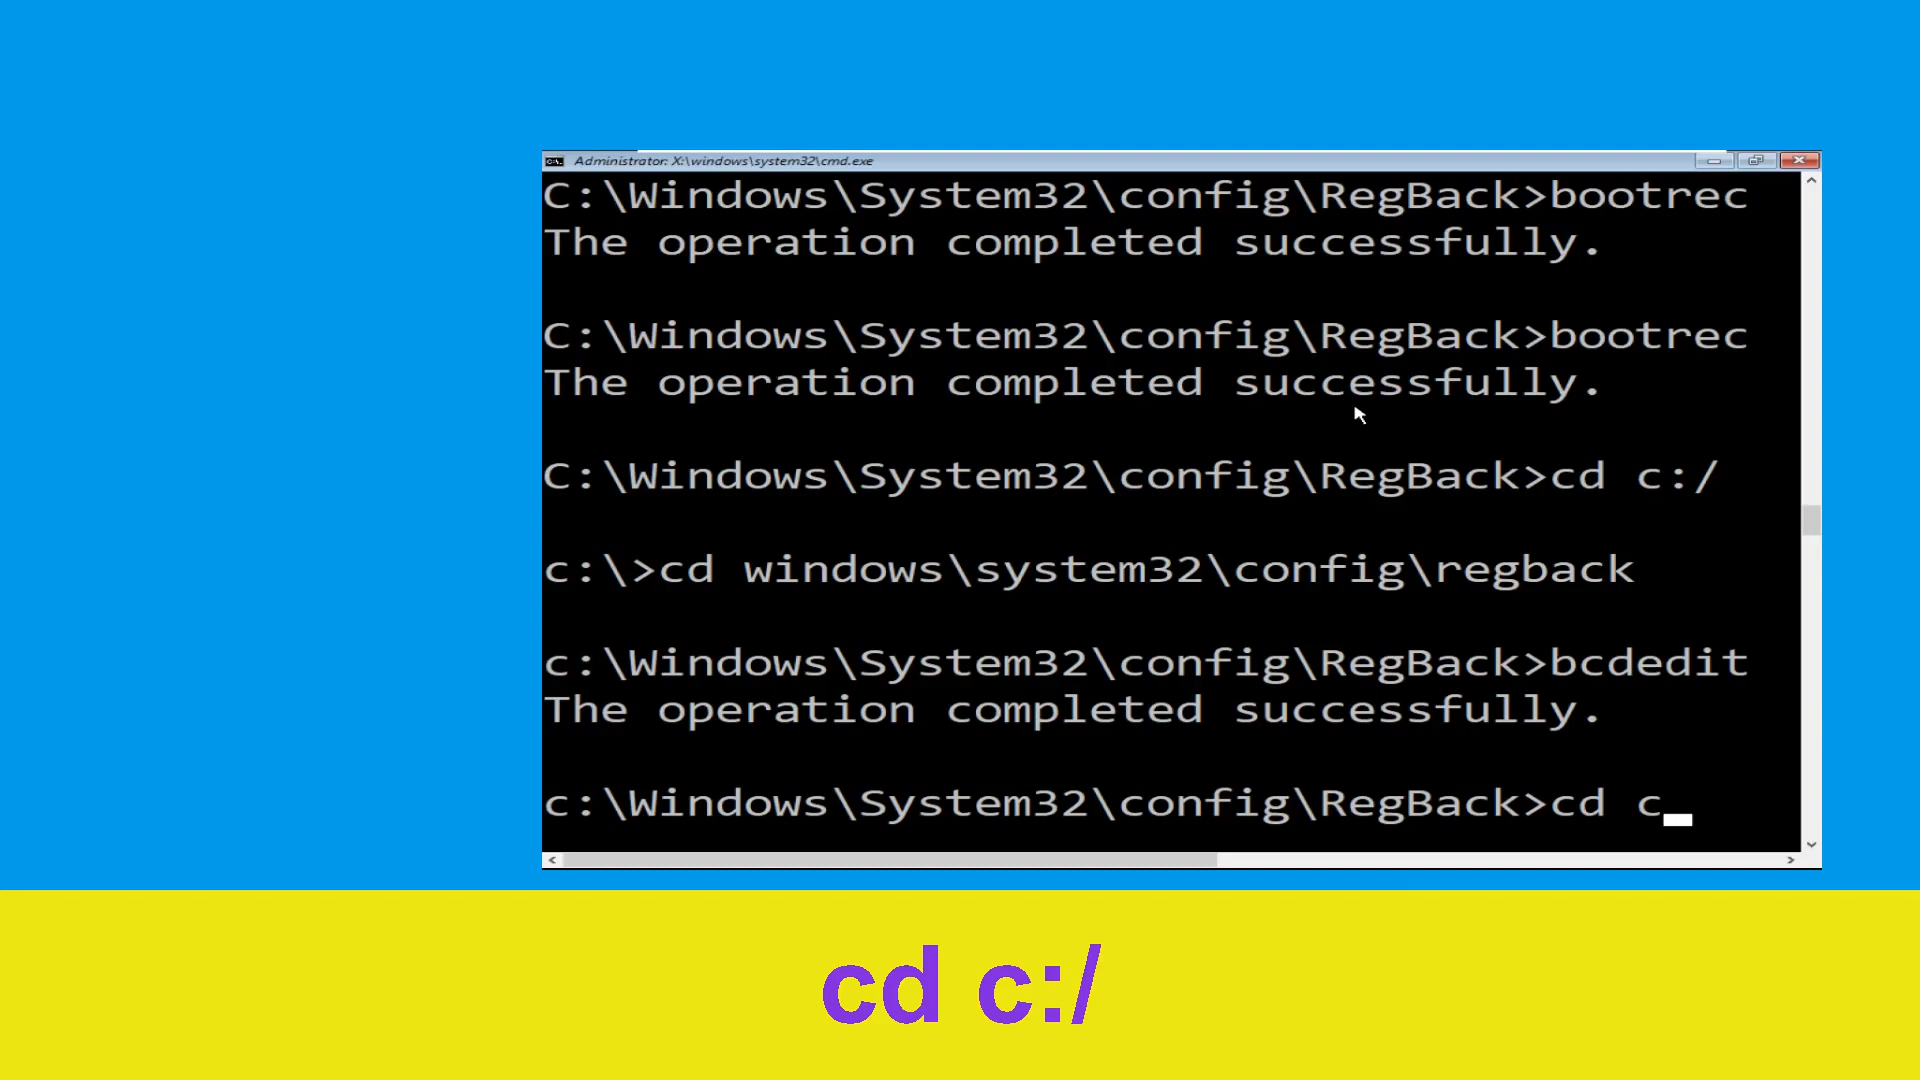 Administrator: X:\windows\system32\cmd.exe
C:\Windows\System32\config\RegBack>bootrec
The operation completed successfully.
C:\Windows\System32\config\RegBack>bootrec
The operation completed successfully.
C:\Windows\System32\config\RegBack>cd c:/
c:\>cd windows\system32\config\regback
c:\Windows\System32\config\RegBack>bcdedit
The operation completed successfully.
c:\Windows\System32\config\RegBack>cd c
cd c:/